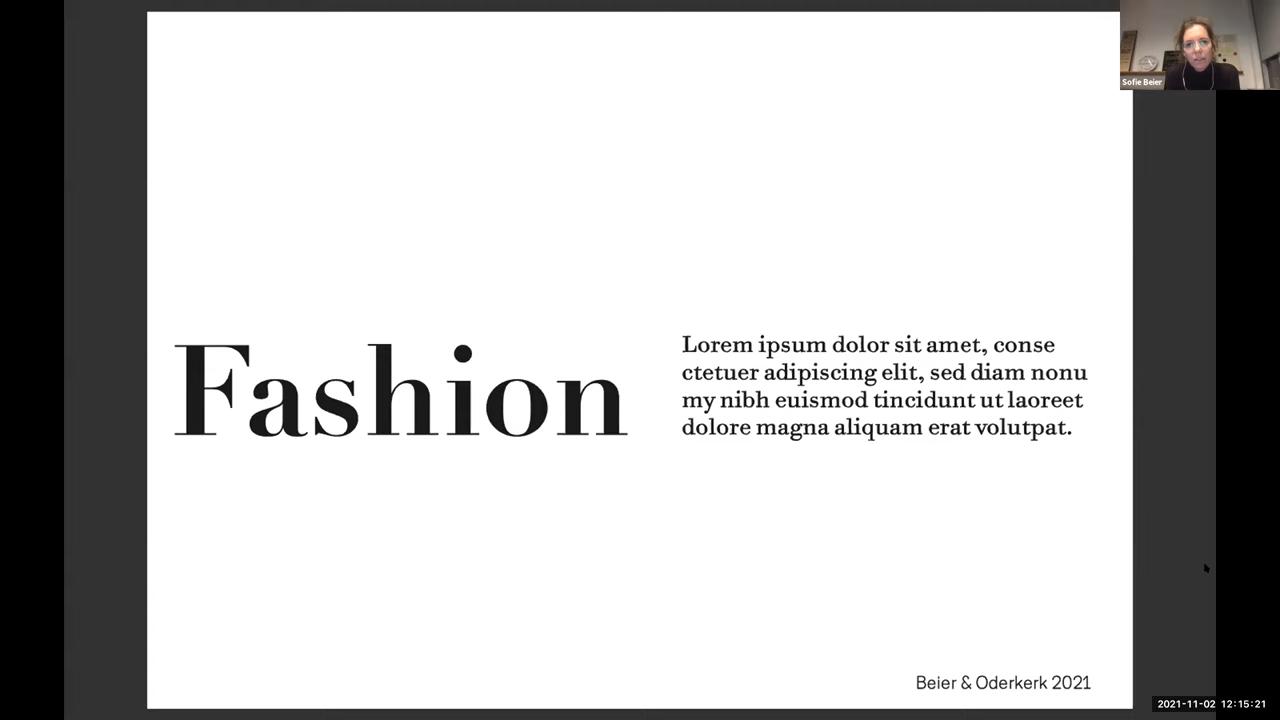 Sofie Beier
Fashion
Lorem ipsum dolor sit amet, conse
ctetuer adipiscing elit, sed diam nonu
my nibh euismod tincidunt ut laoreet
dolore magna aliquam erat volutpat.
Beier & Oderkerk 2021
2021-11-02 12:15:21